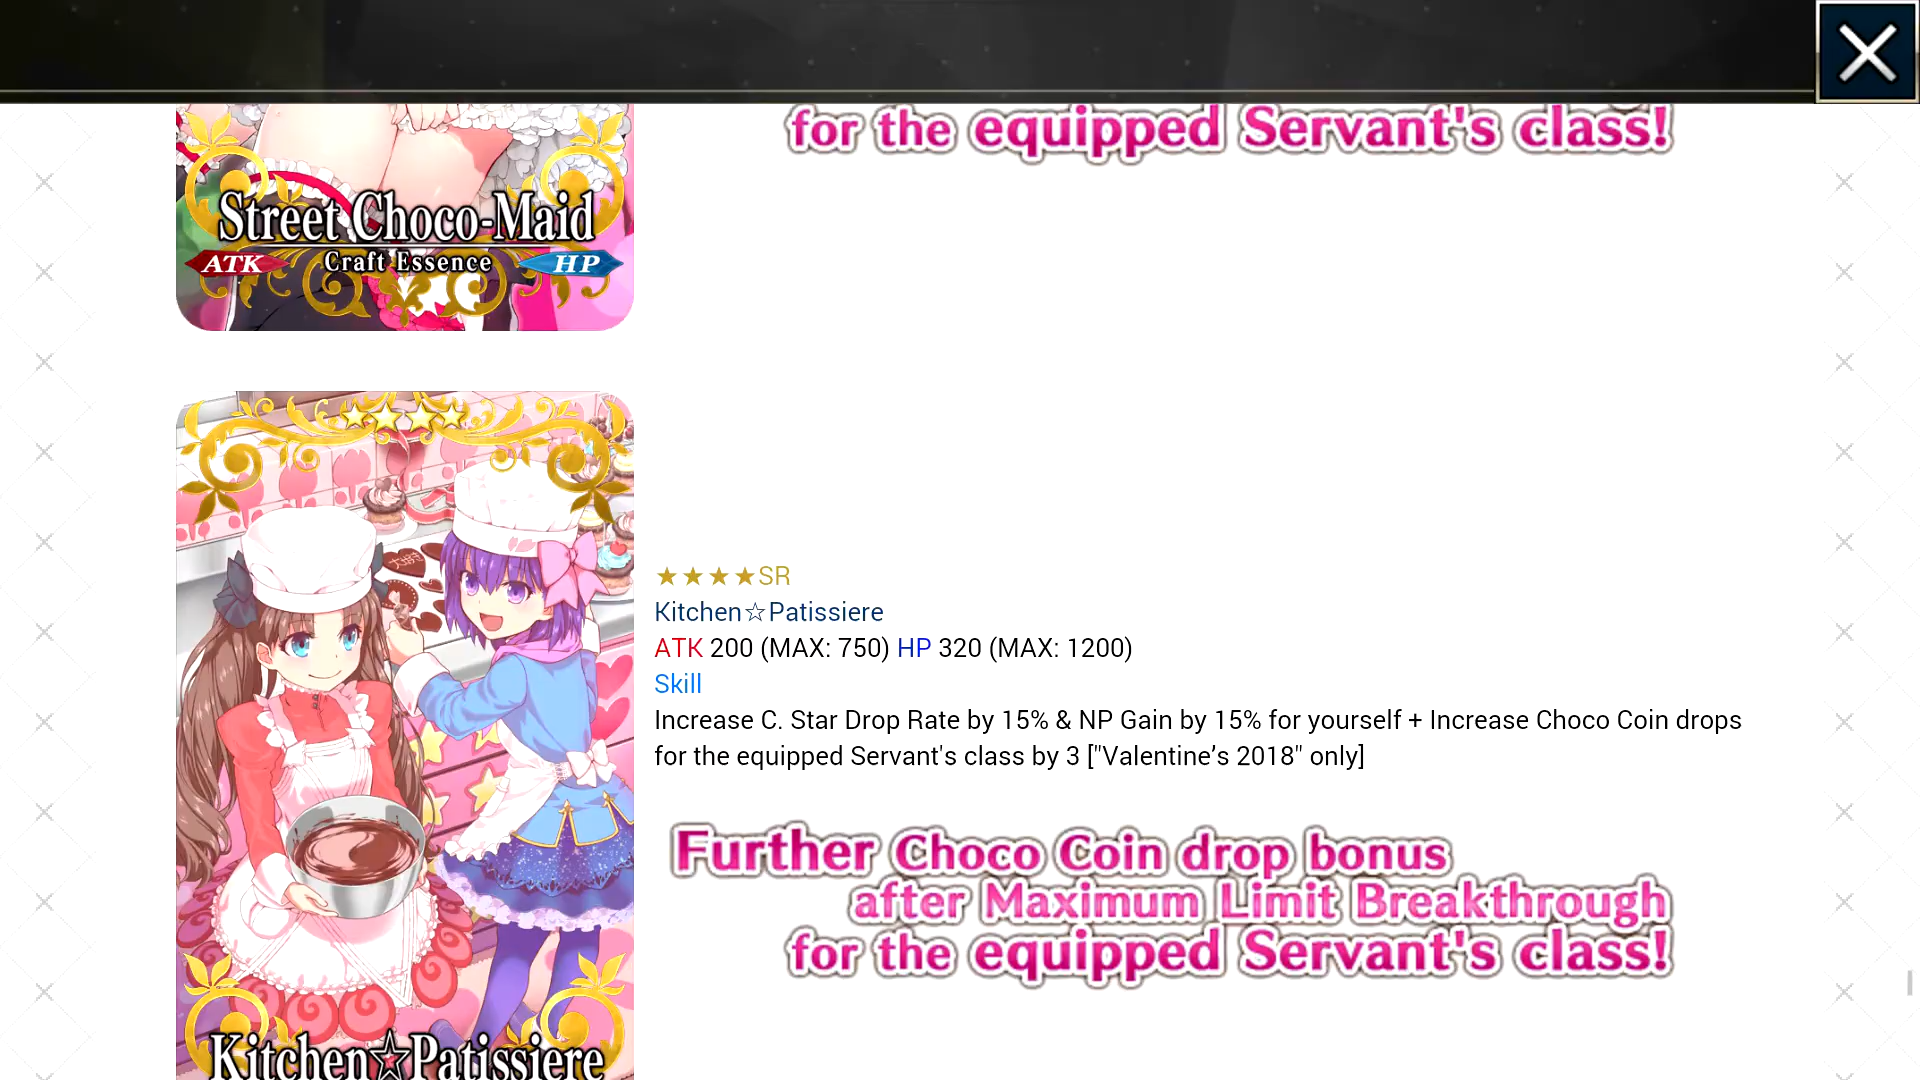 for the equipped Servant's class!
Street Choco-Maid
ATK Craft Essence HP
★★★★SR
Kitchen☆Patissiere
ATK 200 (MAX: 750) HP 320 (MAX: 1200)
Skill
Increase C. Star Drop Rate by 15% & NP Gain by 15% for yourself + Increase Choco Coin drops
for the equipped Servant's class by 3 ["Valentine’s 2018" only]
Further Choco Coin drop bonus
after Maximum Limit Breakthrough
for the equipped Servant's class!
Kitchen☆Patissiere